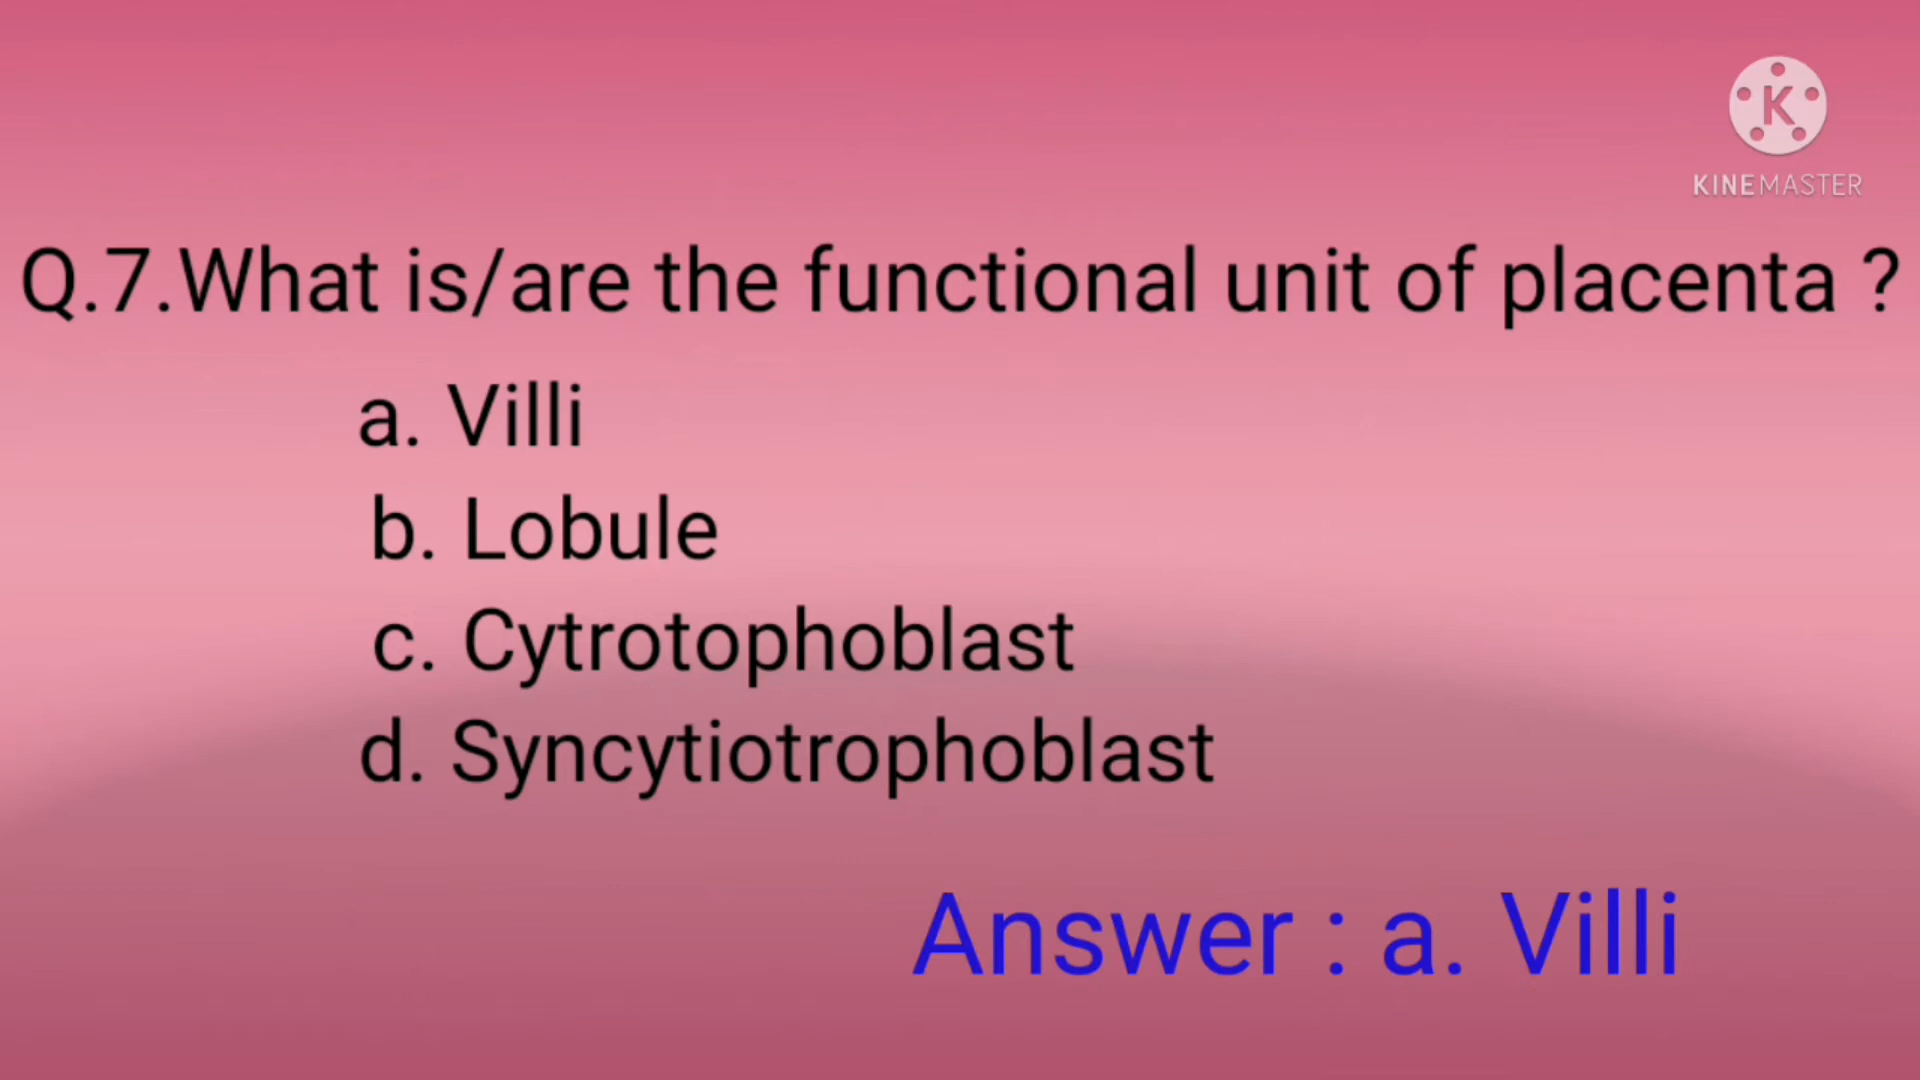 K
KINEMASTER
Q.7.What is/are the functional unit of placenta ?
a. Villi
b. Lobule
c. Cytrotophoblast
d. Syncytiotrophoblast
Answer : a. Villi